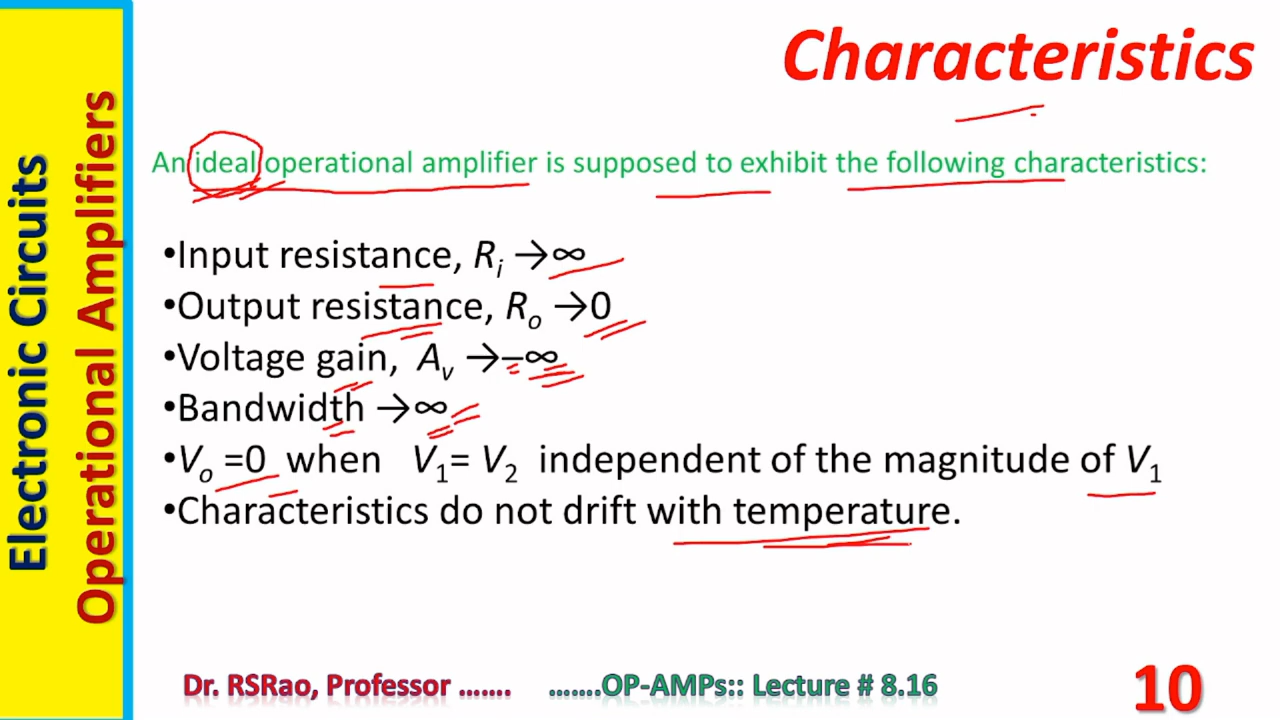 Electronic Circuits
Operational Amplifiers
Characteristics
An ideal operational amplifier is supposed to exhibit the following characteristics:
•Input resistance, Ri →∞
•Output resistance, Ro →0
•Voltage gain, Av →–∞
•Bandwidth →∞
•Vo =0 when V1= V2 independent of the magnitude of V1
•Characteristics do not drift with temperature.
Dr. RSRao, Professor ....... .......OP-AMPs:: Lecture # 8.16
10